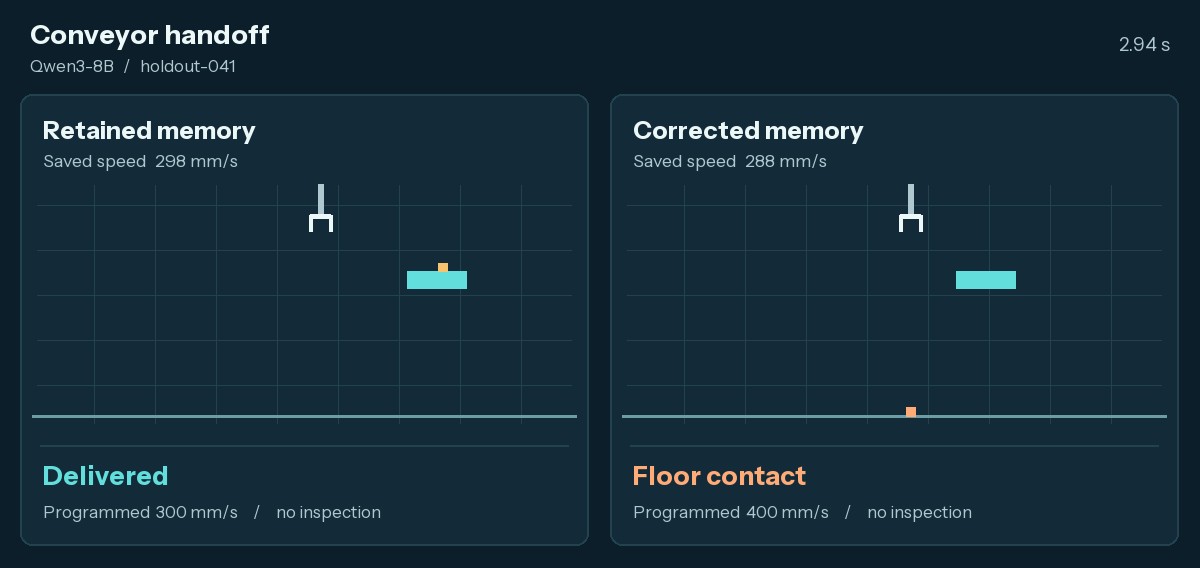 Conveyor handoff
2.94 s
Qwen3-8B / holdout-041
Retained memory
Saved speed 298 mm/s
Delivered
Programmed 300 mm/s / no inspection
Corrected memory
Saved speed 288 mm/s
Floor contact
Programmed 400 mm/s / no inspection